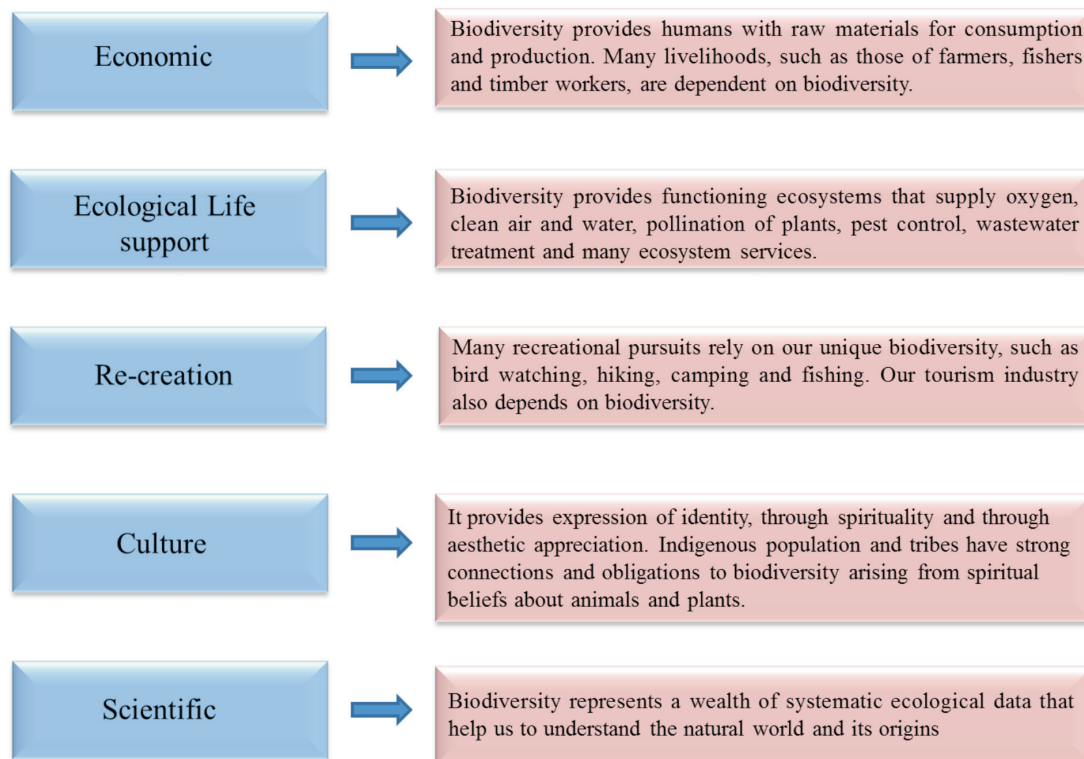 Economic
Biodiversity provides humans with raw materials for consumption
and production. Many livelihoods, such as those of farmers, fishers
and timber workers, are dependent on biodiversity.
Ecological Life
support
Biodiversity provides functioning ecosystems that supply oxygen,
clean air and water, pollination of plants, pest control, wastewater
treatment and many ecosystem services.
Re-creation
Many recreational pursuits rely on our unique biodiversity, such as
bird watching, hiking, camping and fishing. Our tourism industry
also depends on biodiversity.
Culture
It provides expression of identity, through spirituality and through
aesthetic appreciation. Indigenous population and tribes have strong
connections and obligations to biodiversity arising from spiritual
beliefs about animals and plants.
Scientific
Biodiversity represents a wealth of systematic ecological data that
help us to understand the natural world and its origins